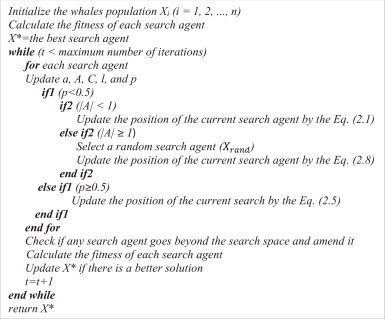 Initialize the whales population Xi (i = 1, 2, ..., n)
Calculate the fitness of each search agent
X*=the best search agent
while (t < maximum number of iterations)
for each search agent
Update a, A, C, l, and p
if1 (p<0.5)
if2 (|A| < 1)
Update the position of the current search agent by the Eq. (2.1)
else if2 (|A| ≥ 1)
Select a random search agent (Xrand)
Update the position of the current search agent by the Eq. (2.8)
end if2
else if1 (p≥0.5)
Update the position of the current search by the Eq. (2.5)
end if1
end for
Check if any search agent goes beyond the search space and amend it
Calculate the fitness of each search agent
Update X* if there is a better solution
t=t+1
end while
return X*